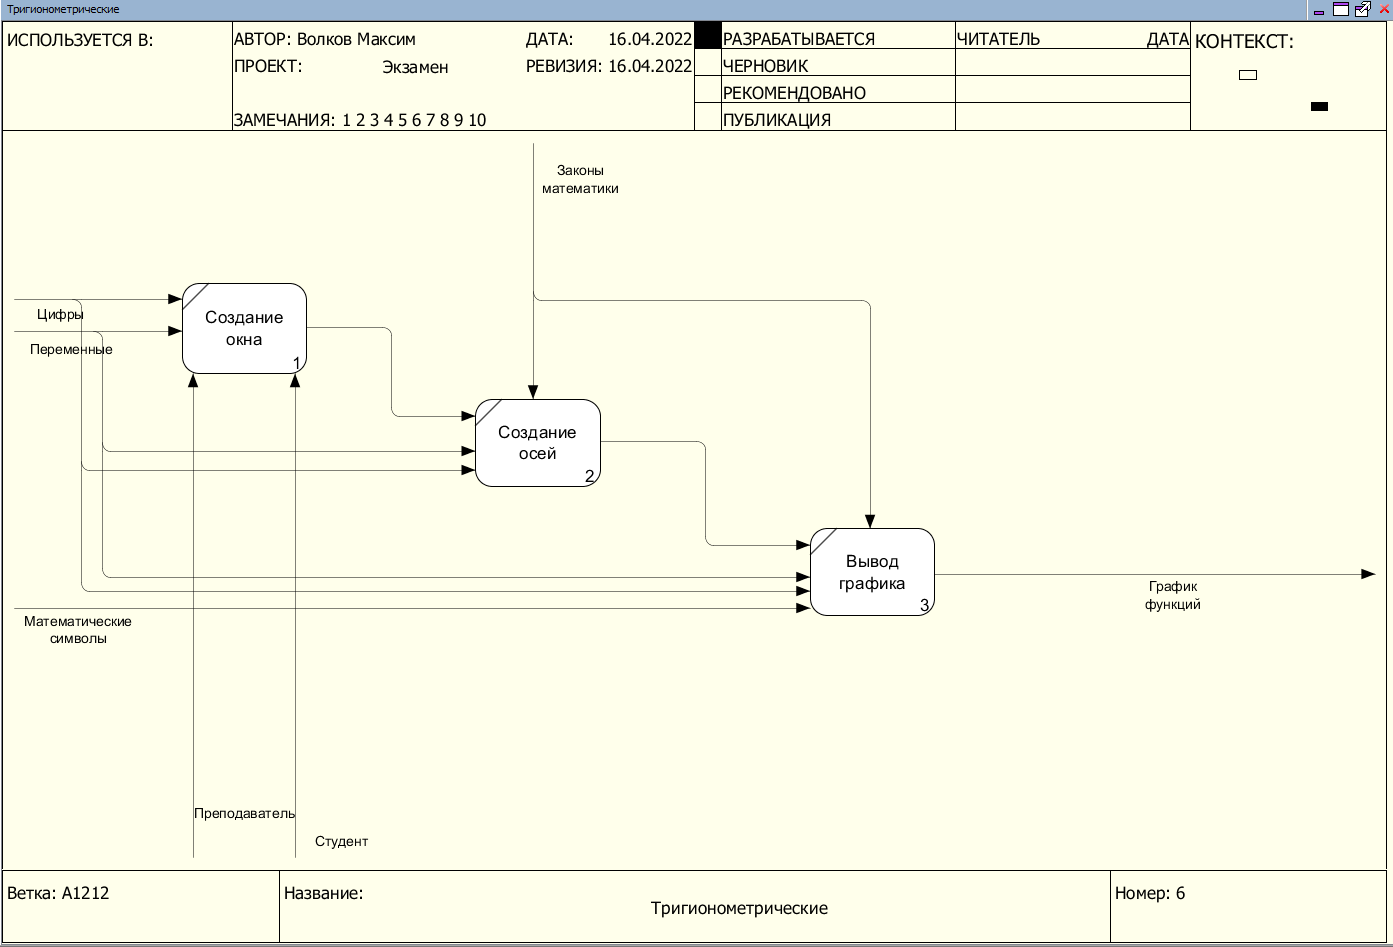 Тригионометрические
ИСПОЛЬЗУЕТСЯ В:
АВТОР: Волков Максим
ДАТА: 16.04.2022
ПРОЕКТ: Экзамен
РЕВИЗИЯ: 16.04.2022
ЗАМЕЧАНИЯ: 1 2 3 4 5 6 7 8 9 10
РАЗРАБАТЫВАЕТСЯ
ЧЕРНОВИК
РЕКОМЕНДОВАНО
ПУБЛИКАЦИЯ
ЧИТАТЕЛЬ
ДАТА
КОНТЕКСТ:
Законы
математики
Цифры
Переменные
Создание
окна
1
Создание
осей
2
Вывод
графика
3
График
функций
Математические
символы
Преподаватель
Студент
Ветка: A1212
Название:
Тригионометрические
Номер: 6